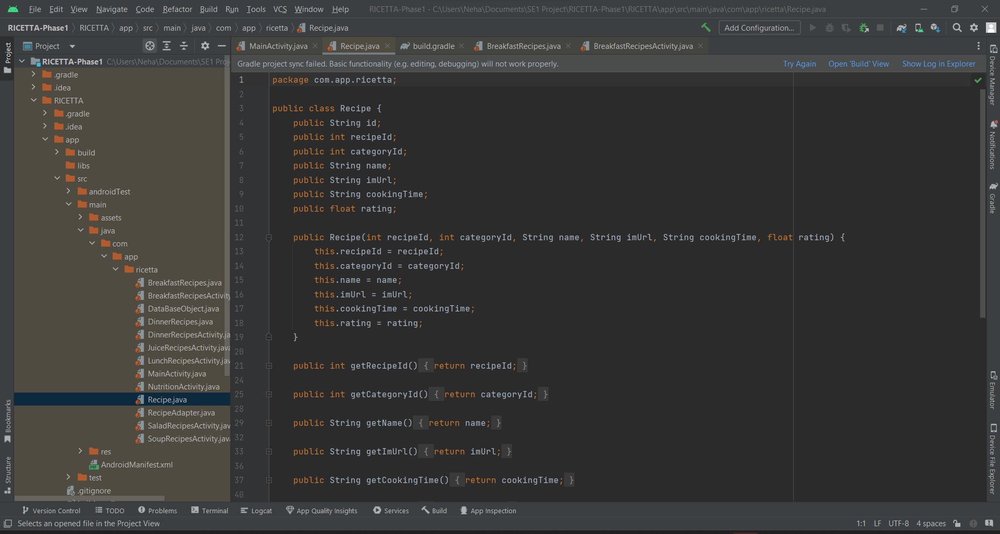 File Edit View Navigate Code Refactor Build Run Tools VCS Window Help RICETTA-Phase1 - C:\Users\Neha\Documents\SE1 Project\RICETTA-Phase1\RICETTA\app\src\main\java\com\app\ricetta\Recipe.java
RICETTA-Phase1 RICETTA app src main java com app ricetta Recipe.java Add Configuration...
Project
Project
MainActivity.java Recipe.java build.gradle BreakfastRecipes.java BreakfastRecipesActivity.java
RICETTA-Phase1 C:\Users\Neha\Documents\SE1 Proj
.gradle
.idea
RICETTA
.gradle
.idea
app
build
libs
src
androidTest
main
assets
java
com
app
ricetta
BreakfastRecipes.java
BreakfastRecipesActivity
DataBaseObject.java
DinnerRecipes.java
DinnerRecipesActivity.ja
JuiceRecipesActivity.java
LunchRecipesActivity.jav
MainActivity.java
NutritionActivity.java
Recipe.java
RecipeAdapter.java
SaladRecipesActivity.jav
SoupRecipesActivity.java
res
AndroidManifest.xml
test
.gitignore
Gradle project sync failed. Basic functionality (e.g. editing, debugging) will not work properly. Try Again Open 'Build' View Show Log in Explorer
1 package com.app.ricetta;
2
3 public class Recipe {
4 public String id;
5 public int recipeId;
6 public int categoryId;
7 public String name;
8 public String imUrl;
9 public String cookingTime;
10 public float rating;
11
12 public Recipe(int recipeId, int categoryId, String name, String imUrl, String cookingTime, float rating) {
13 this.recipeId = recipeId;
14 this.categoryId = categoryId;
15 this.name = name;
16 this.imUrl = imUrl;
17 this.cookingTime = cookingTime;
18 this.rating = rating;
19 }
20
21 public int getRecipeId() { return recipeId; }
24
25 public int getCategoryId() { return categoryId; }
28
29 public String getName() { return name; }
32
33 public String getImUrl() { return imUrl; }
36
37 public String getCookingTime() { return cookingTime; }
40
Device Manager
Notifications
Gradle
Emulator
Device File Explorer
Bookmarks
Structure
Version Control TODO Problems Terminal Logcat App Quality Insights Services Build App Inspection
Selects an opened file in the Project View 1:1 LF UTF-8 4 spaces